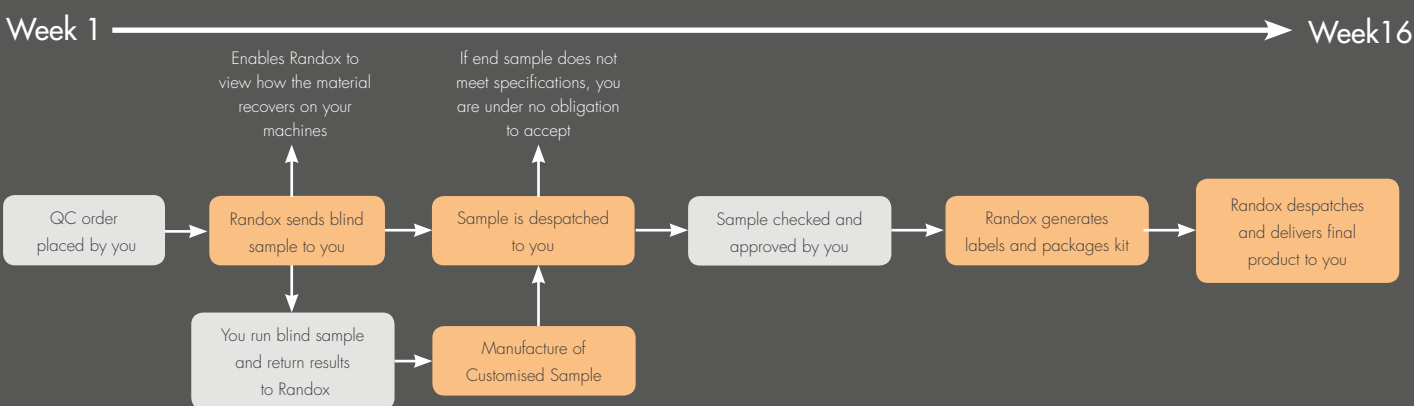 Week 1
Week16
Enables Randox to
view how the material
recovers on your
machines
If end sample does not
meet specifications, you
are under no obligation
to accept
QC order
placed by you
Randox sends blind
sample to you
Sample is despatched
to you
Sample checked and
approved by you
Randox generates
labels and packages kit
Randox despatches
and delivers final
product to you
You run blind sample
and return results
to Randox
Manufacture of
Customised Sample